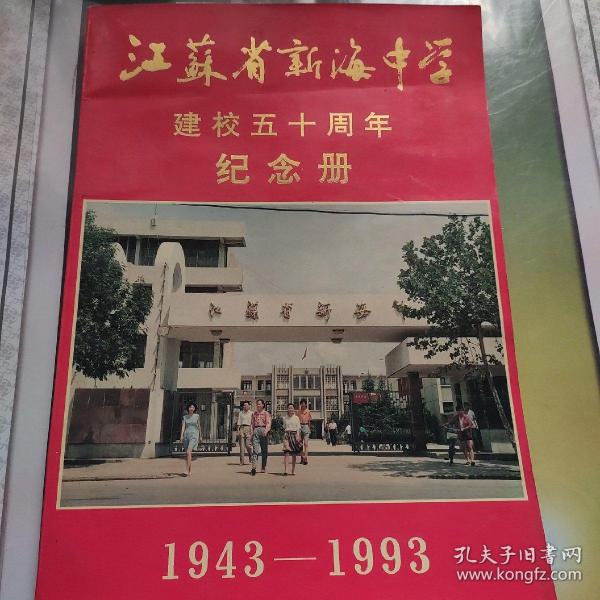 江蘇省新海中学
建校五十周年
纪念册
江蘇省新海中
1943—1993
孔夫子旧书网
www.kongfz.com